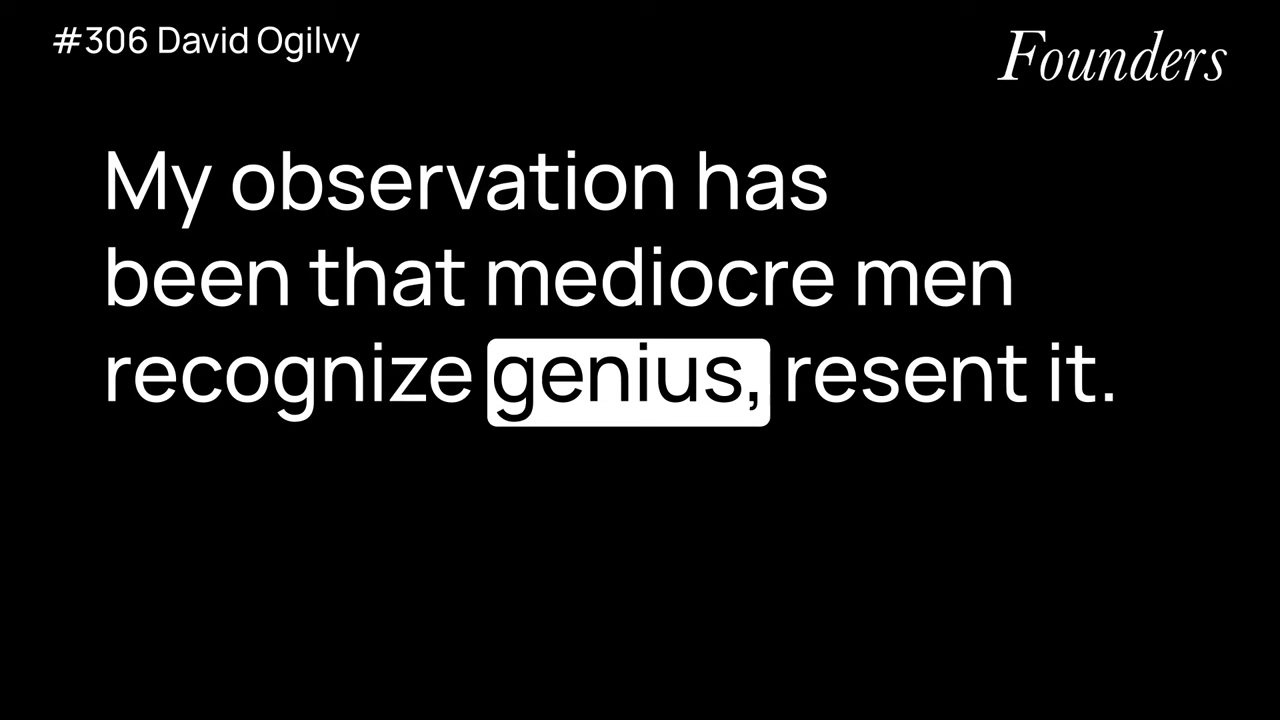 #306 David Ogilvy
Founders
My observation has
been that mediocre men
recognize genius, resent it.